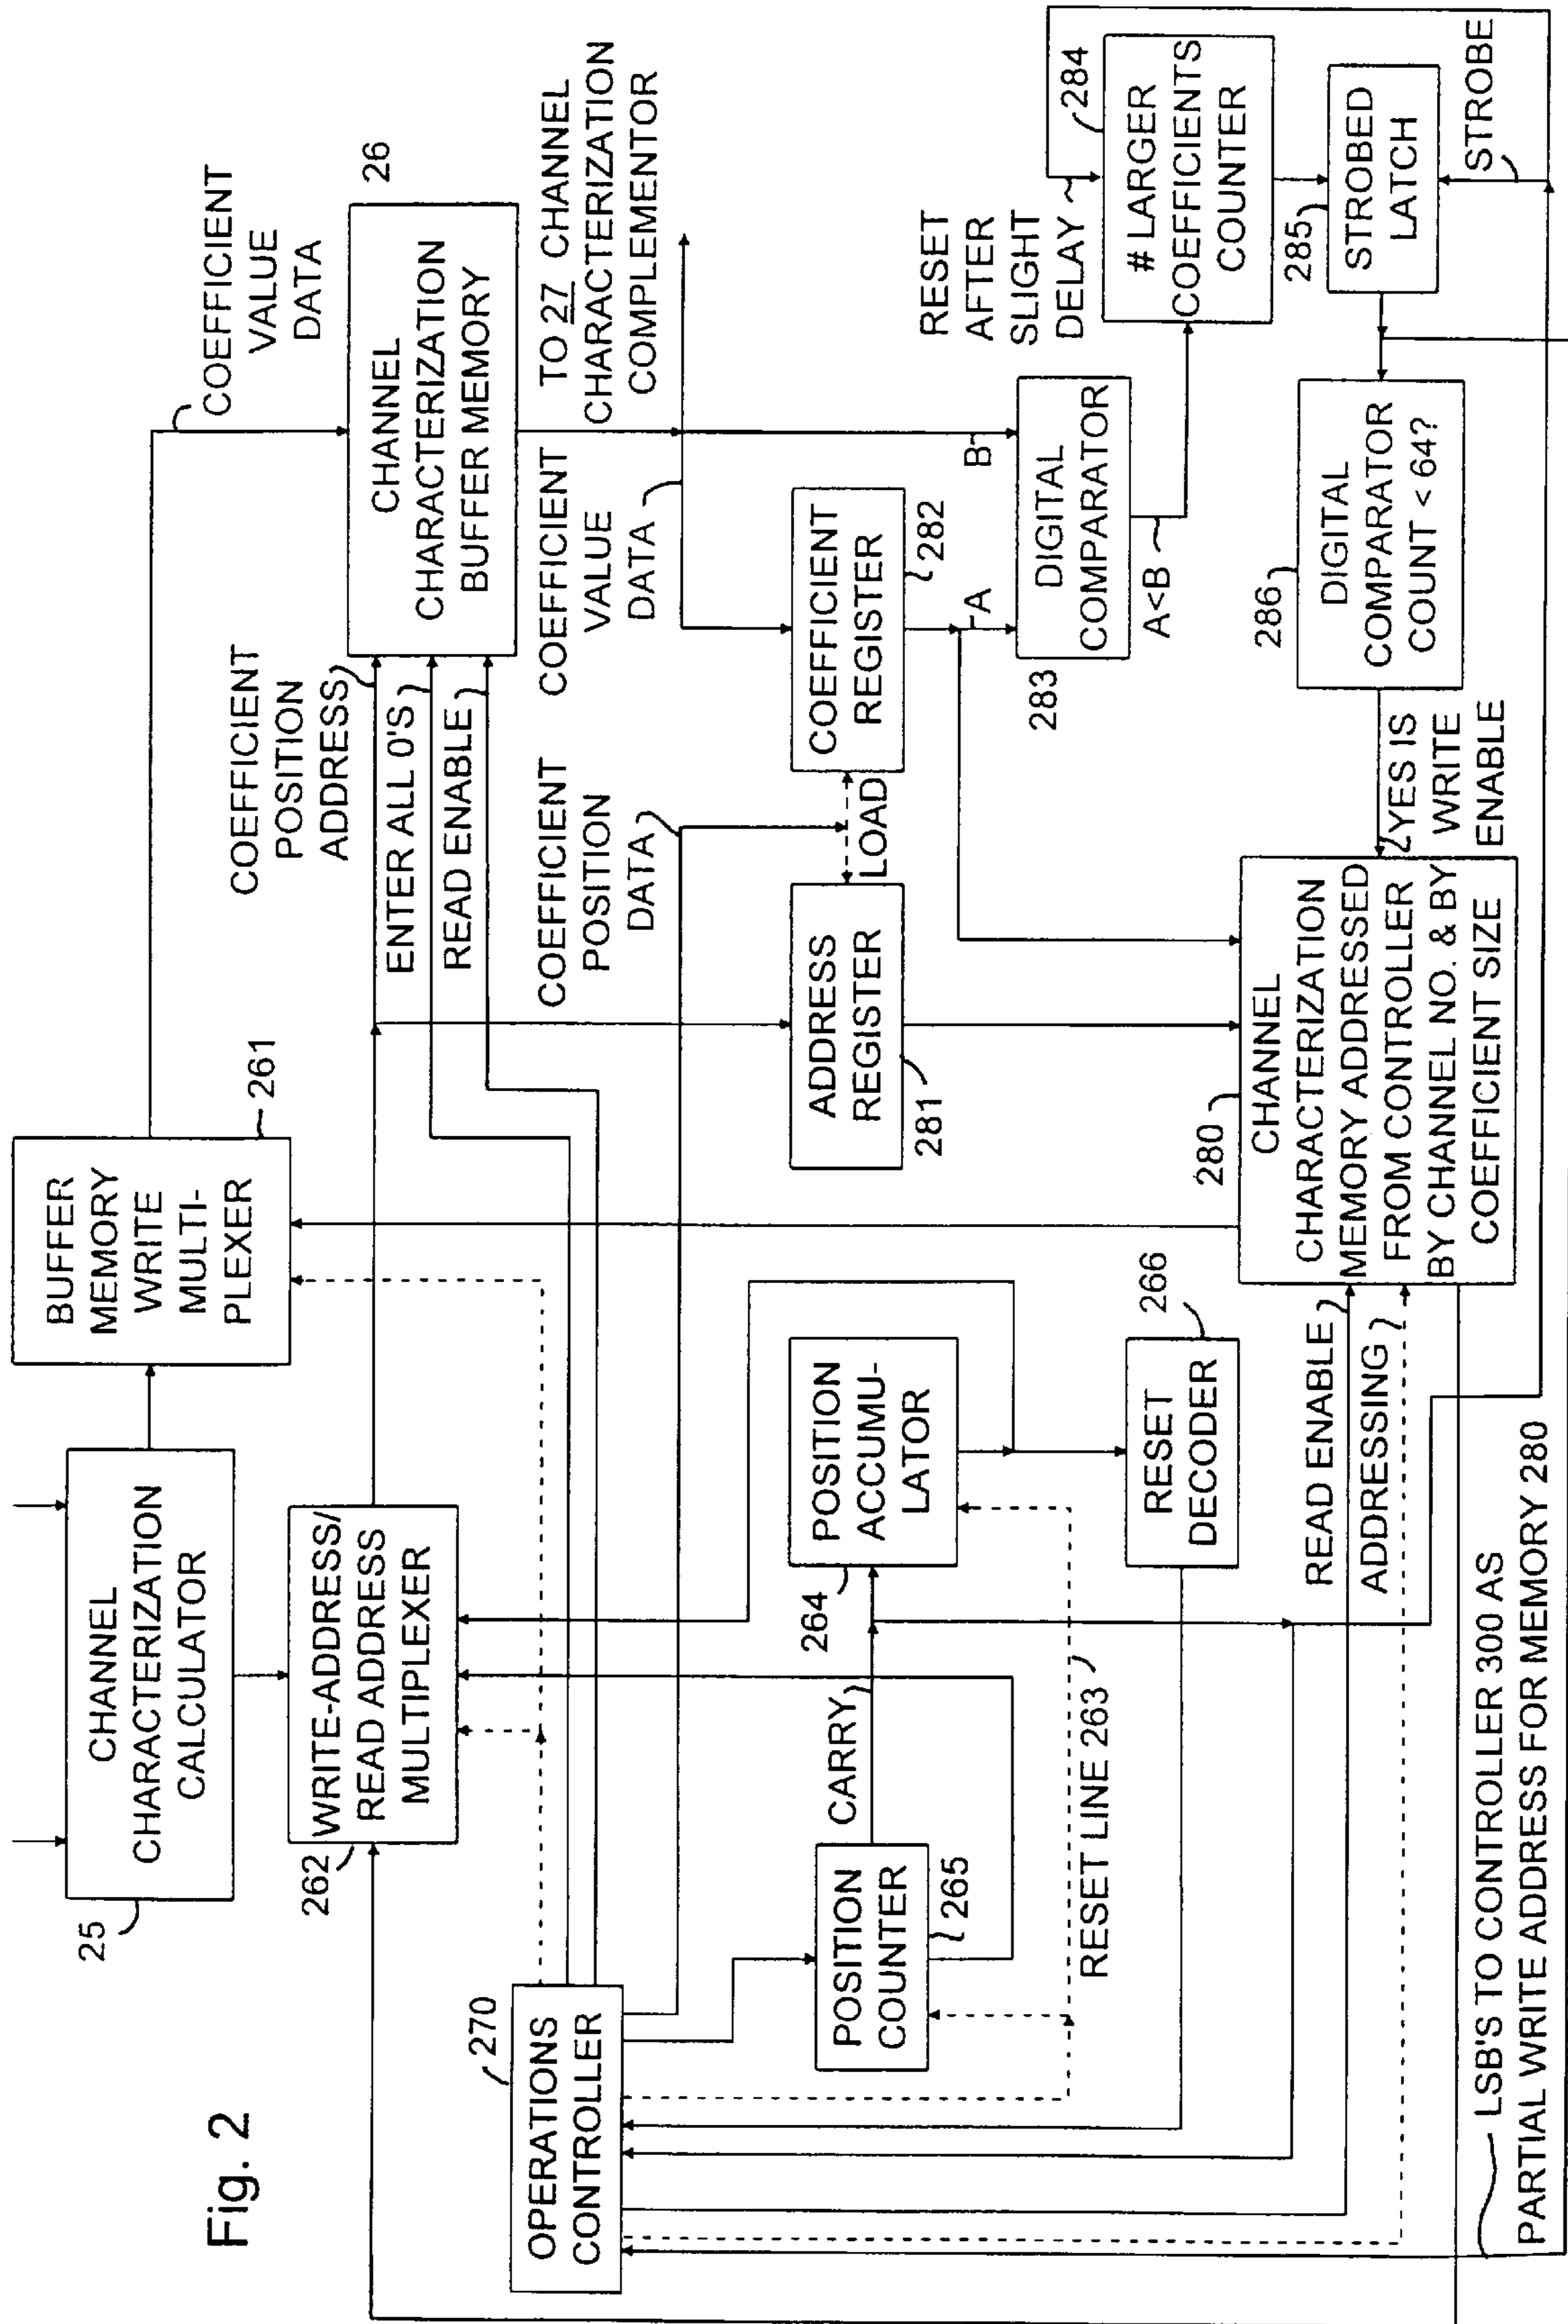 Fig. 2
25
CHANNEL
CHARACTERIZATION
CALCULATOR
BUFFER
MEMORY
WRITE
MULTI-
PLEXER
261
COEFFICIENT
VALUE
DATA
262
WRITE-ADDRESS/
READ ADDRESS
MULTIPLEXER
COEFFICIENT
POSITION
ADDRESS
ENTER ALL 0'S
READ ENABLE
CHANNEL
CHARACTERIZATION
BUFFER MEMORY
26
270
OPERATIONS
CONTROLLER
COEFFICIENT
POSITION
DATA
COEFFICIENT
VALUE
DATA
TO 27 CHANNEL
CHARACTERIZATION
COMPLEMENTOR
POSITION
COUNTER
265
CARRY
264
POSITION
ACCUMU-
LATOR
ADDRESS
REGISTER
281
LOAD
COEFFICIENT
REGISTER
282
RESET LINE 263
A
B
283
DIGITAL
COMPARATOR
A<B
RESET
AFTER
SLIGHT
DELAY
284
# LARGER
COEFFICIENTS
COUNTER
RESET
DECODER
266
280
CHANNEL
CHARACTERIZATION
MEMORY ADDRESSED
FROM CONTROLLER
BY CHANNEL NO. & BY
COEFFICIENT SIZE
READ ENABLE
ADDRESSING
YES IS
WRITE
ENABLE
286
DIGITAL
COMPARATOR
COUNT < 64?
285
STROBED
LATCH
STROBE
LSB'S TO CONTROLLER 300 AS
PARTIAL WRITE ADDRESS FOR MEMORY 280